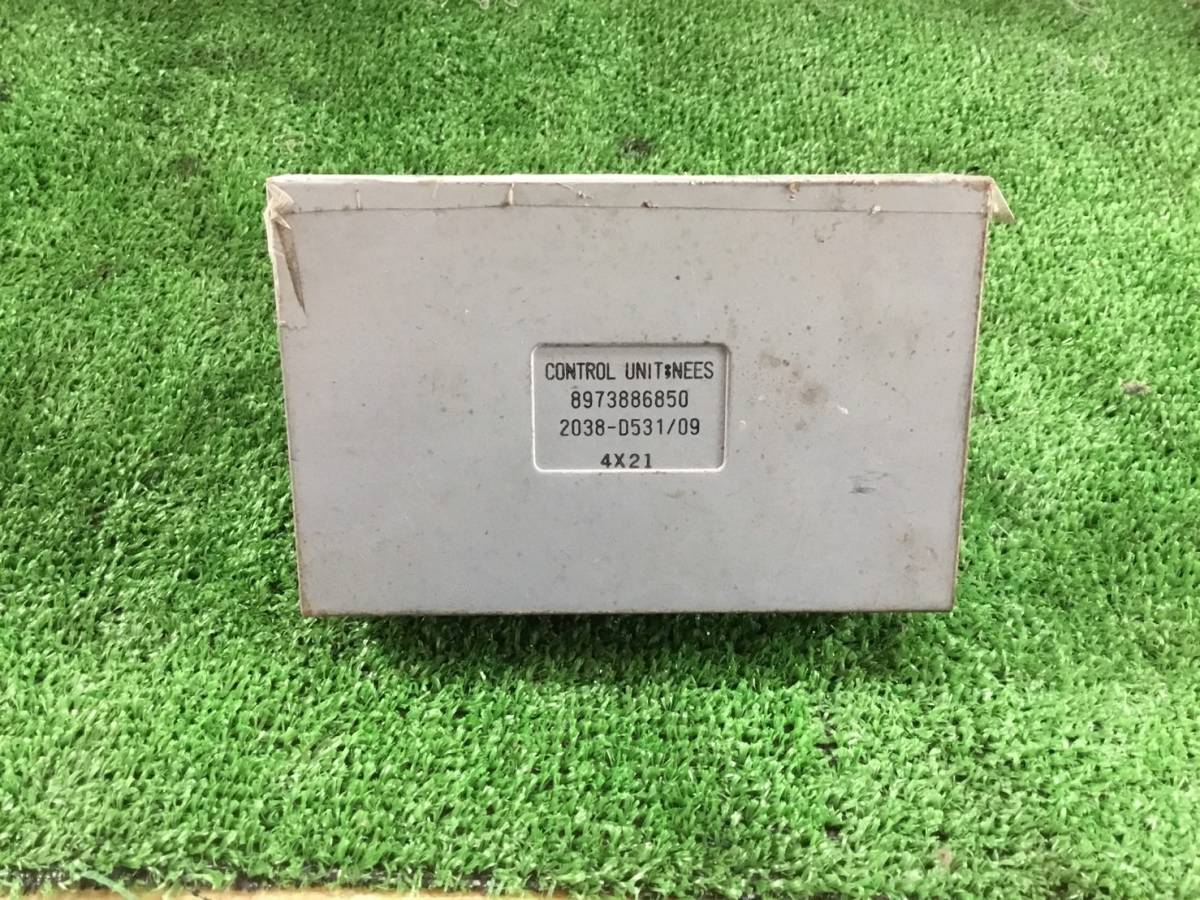 CONTROL UNIT:NEES
8973886850
2038-D531/09
4X21